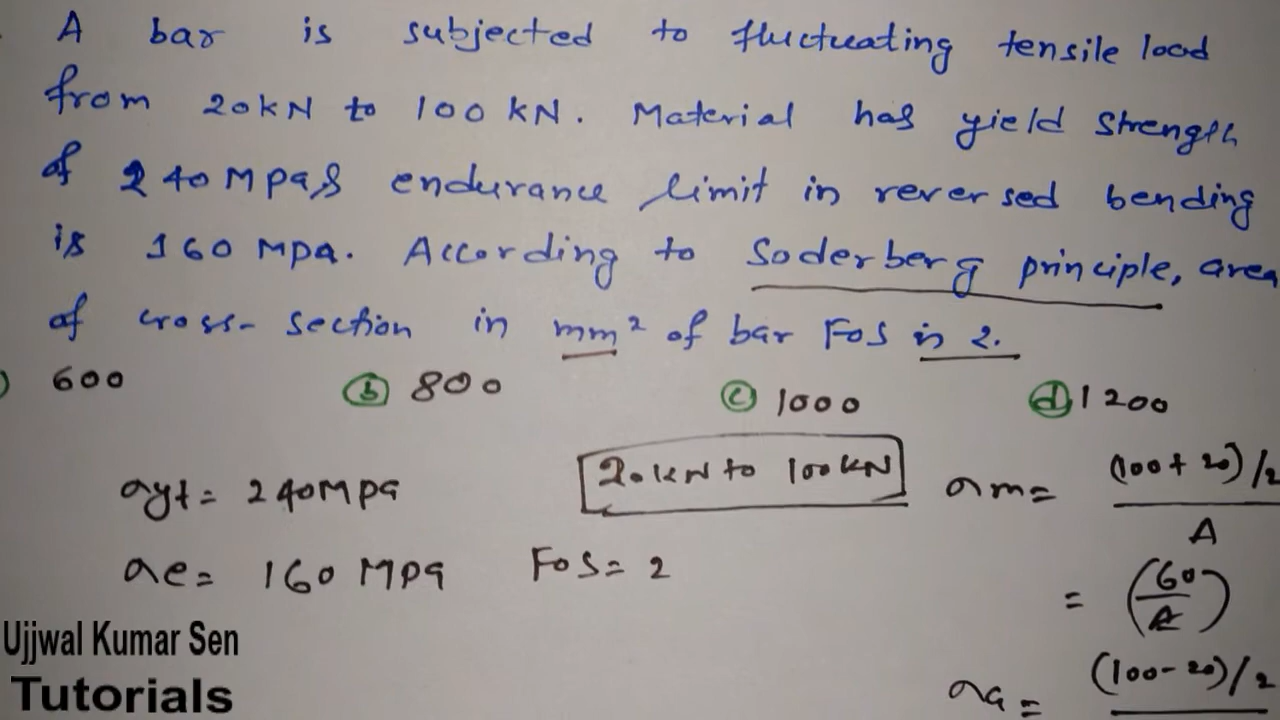 A bar is subjected to fluctuating tensile load
from 20kN to 100 kN. Material has yield strength
of 240 MPa & endurance limit in reversed bending
is 160 MPa. According to Soderberg principle, area
of cross-section in mm² of bar FoS is 2.
) 600 (b) 800 (c) 1000 (d) 1200
σyt = 240MPa
20kN to 100kN
σm = (100+20)/2
A
σe = 160 MPa FoS = 2
= (60/A)
σa = (100-20)/2
Ujjwal Kumar Sen
Tutorials